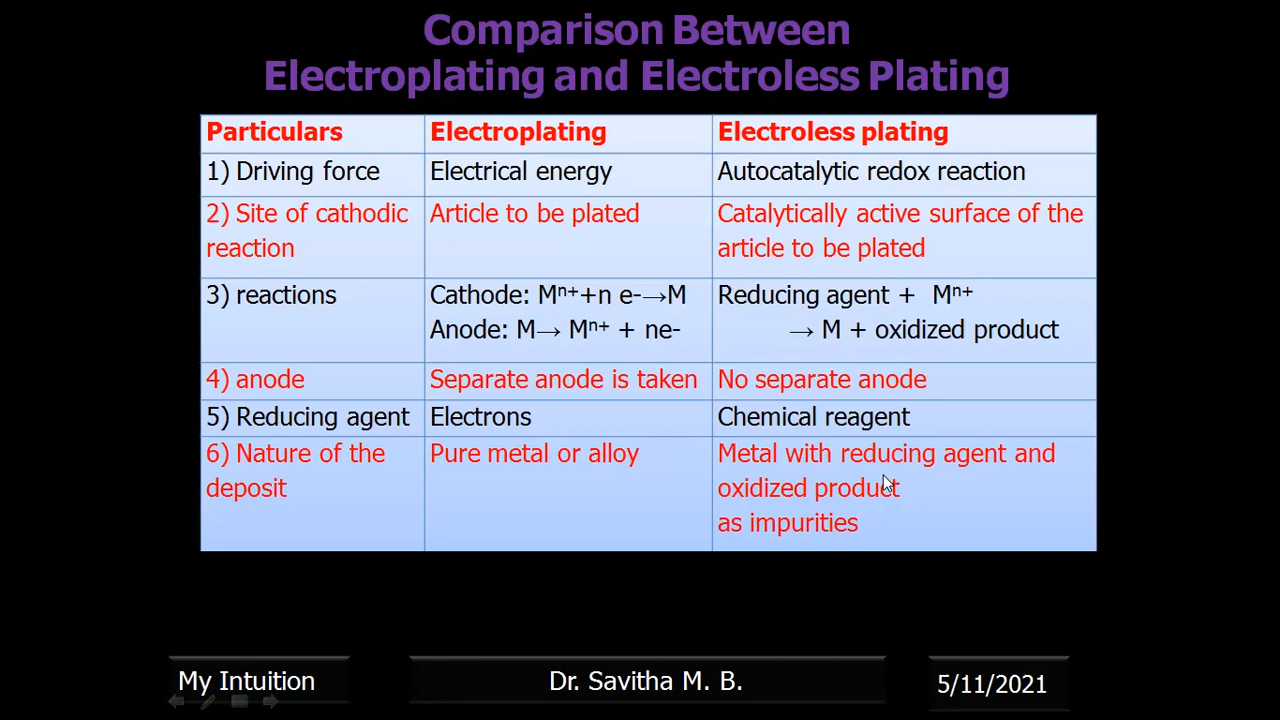 Comparison Between
Electroplating and Electroless Plating
Particulars Electroplating Electroless plating
1) Driving force Electrical energy Autocatalytic redox reaction
2) Site of cathodic Article to be plated Catalytically active surface of the
reaction article to be plated
3) reactions Cathode: Mⁿ⁺+n e-→M Reducing agent + Mⁿ⁺
Anode: M→ Mⁿ⁺ + ne- → M + oxidized product
4) anode Separate anode is taken No separate anode
5) Reducing agent Electrons Chemical reagent
6) Nature of the Pure metal or alloy Metal with reducing agent and
deposit oxidized product
as impurities
My Intuition Dr. Savitha M. B. 5/11/2021